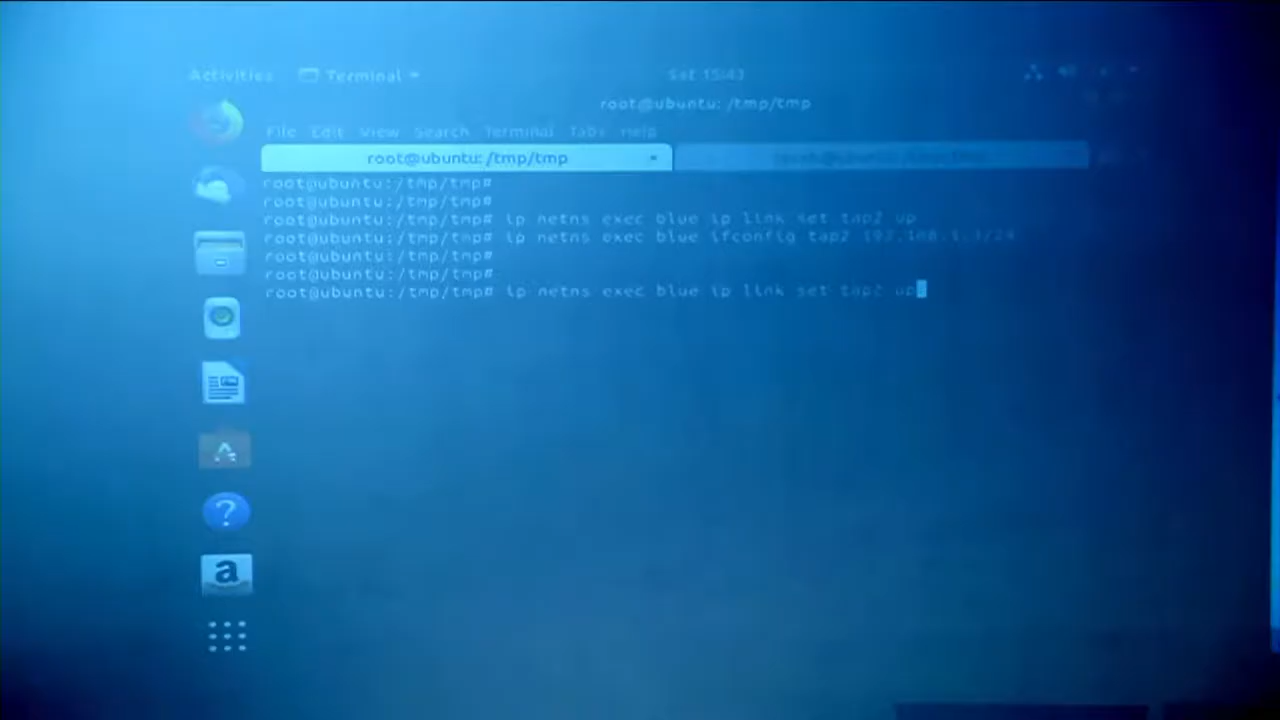 Activities Terminal Sat 15:43
root@ubuntu: /tmp/tmp
File Edit View Search Terminal Tabs Help
root@ubuntu: /tmp/tmp
root@ubuntu:/tmp/tmp#
root@ubuntu:/tmp/tmp#
root@ubuntu:/tmp/tmp# ip netns exec blue ip link set tap2 up
root@ubuntu:/tmp/tmp# ip netns exec blue ifconfig tap2
root@ubuntu:/tmp/tmp#
root@ubuntu:/tmp/tmp#
root@ubuntu:/tmp/tmp# ip netns exec blue ip link set tap2 up
?
a